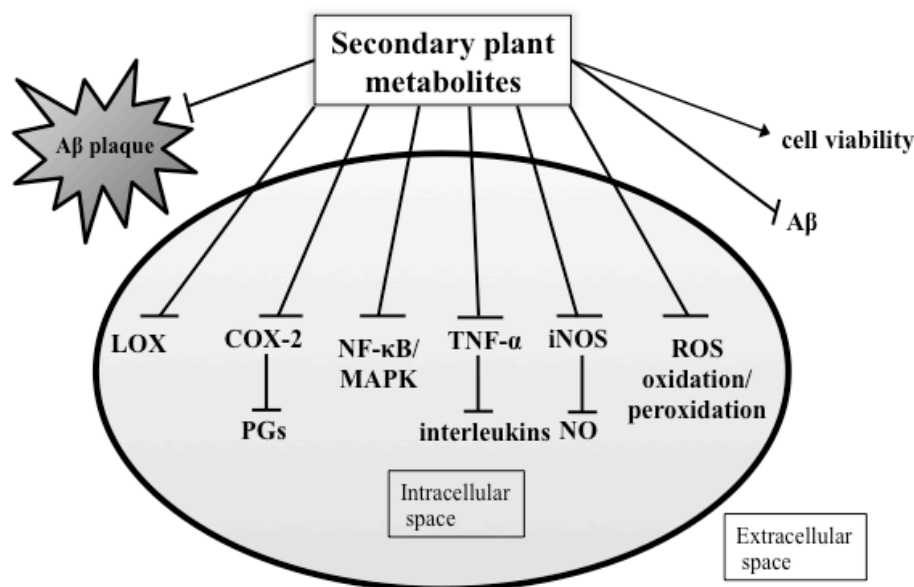 Secondary plant
metabolites
Aβ plaque
cell viability
Aβ
LOX
COX-2
NF-κB/
MAPK
TNF-α
iNOS
ROS
oxidation/
peroxidation
PGs
interleukins
NO
Intracellular
space
Extracellular
space